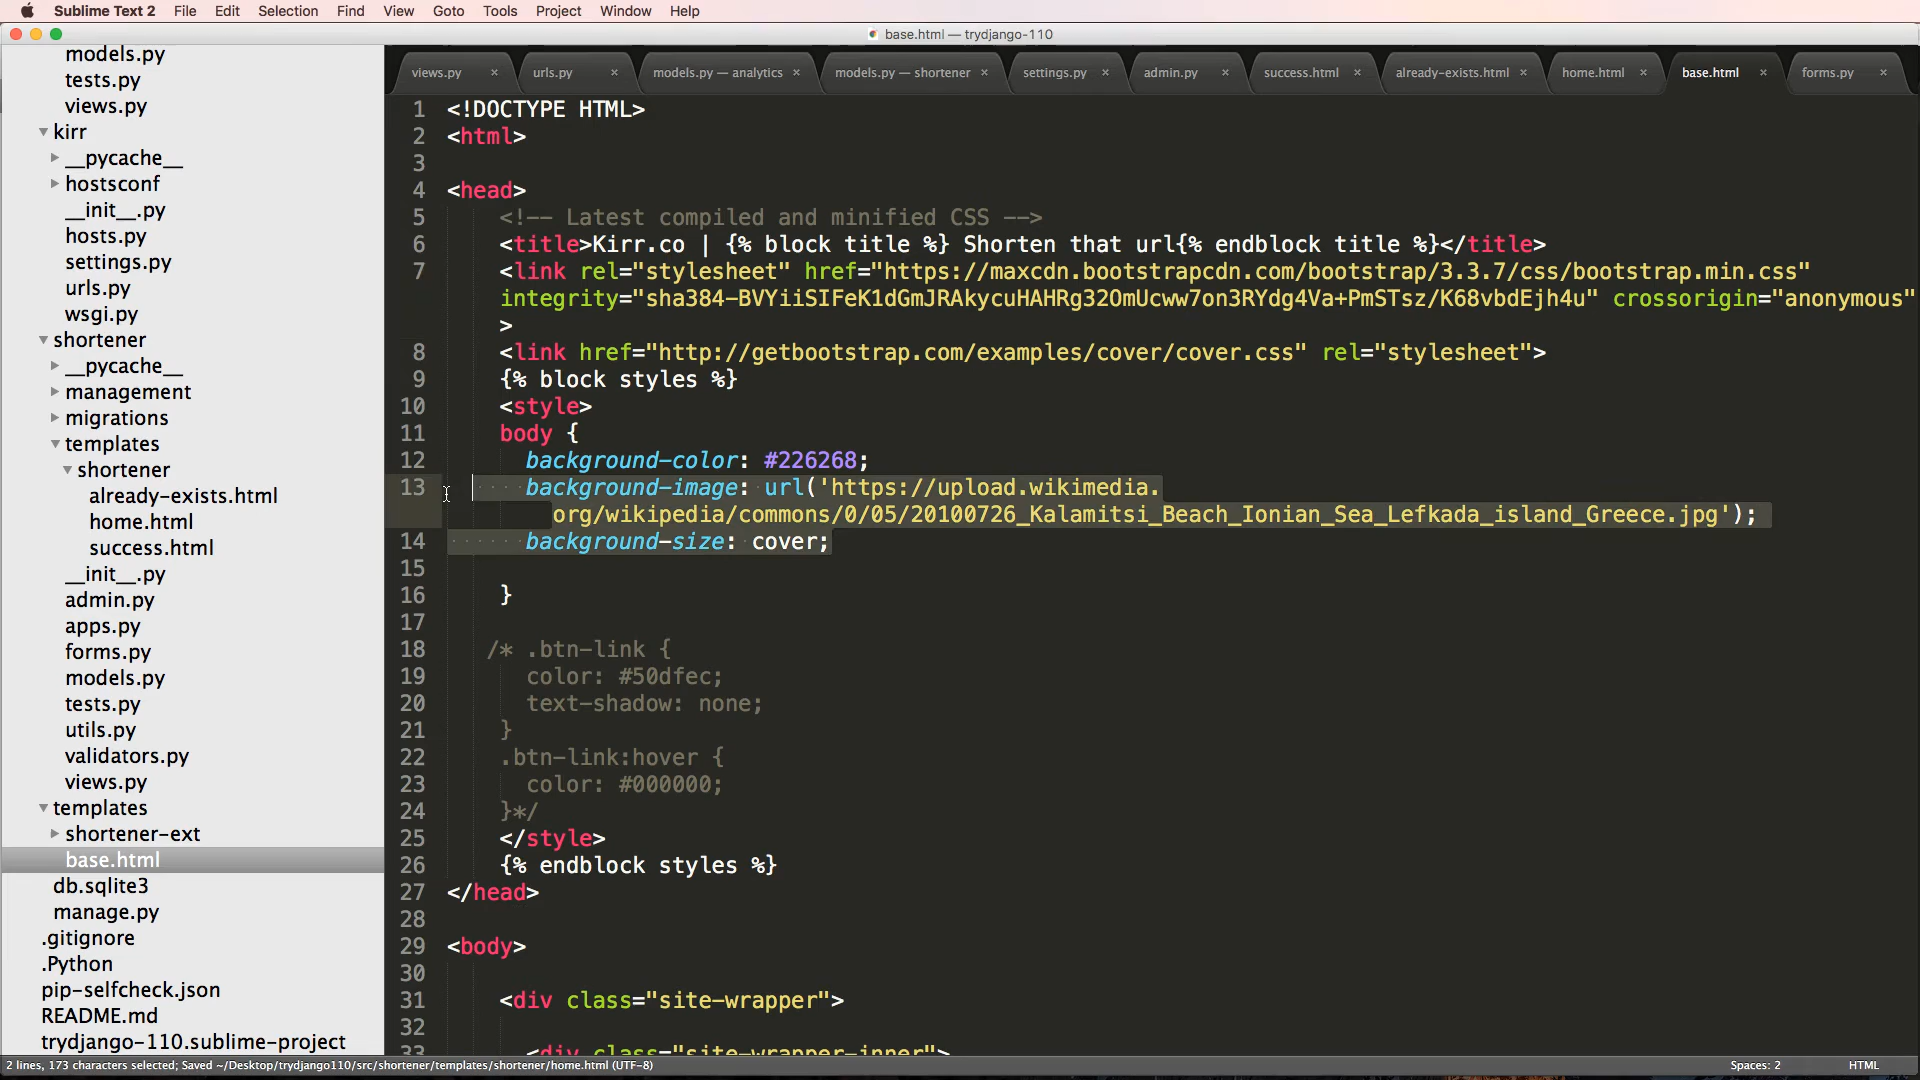 Sublime Text 2 File Edit Selection Find View Goto Tools Project Window Help
base.html — trydjango-110
views.py × urls.py × models.py — analytics × models.py — shortener × settings.py × admin.py × success.html × already-exists.html × home.html × base.html × forms.py ×
models.py
tests.py
views.py
kirr
__pycache__
hostsconf
__init__.py
hosts.py
settings.py
urls.py
wsgi.py
shortener
__pycache__
management
migrations
templates
shortener
already-exists.html
home.html
success.html
__init__.py
admin.py
apps.py
forms.py
models.py
tests.py
utils.py
validators.py
views.py
templates
shortener-ext
base.html
db.sqlite3
manage.py
.gitignore
.Python
pip-selfcheck.json
README.md
trydjango-110.sublime-project
1 <!DOCTYPE HTML>
2 <html>
3
4 <head>
5 <!-- Latest compiled and minified CSS -->
6 <title>Kirr.co | {% block title %} Shorten that url{% endblock title %}</title>
7 <link rel="stylesheet" href="https://maxcdn.bootstrapcdn.com/bootstrap/3.3.7/css/bootstrap.min.css"
integrity="sha384-BVYiiSIFeK1dGmJRAkycuHAHRg32OmUcww7on3RYdg4Va+PmSTsz/K68vbdEjh4u" crossorigin="anonymous"
>
8 <link href="http://getbootstrap.com/examples/cover/cover.css" rel="stylesheet">
9 {% block styles %}
10 <style>
11 body {
12 background-color: #226268;
13 background-image: url('https://upload.wikimedia.
org/wikipedia/commons/0/05/20100726_Kalamitsi_Beach_Ionian_Sea_Lefkada_island_Greece.jpg');
14 background-size: cover;
15
16 }
17
18 /* .btn-link {
19 color: #50dfec;
20 text-shadow: none;
21 }
22 .btn-link:hover {
23 color: #000000;
24 }*/
25 </style>
26 {% endblock styles %}
27 </head>
28
29 <body>
30
31 <div class="site-wrapper">
32
33 <div class="site-wrapper-inner">
2 lines, 173 characters selected; Saved ~/Desktop/trydjango110/src/shortener/templates/shortener/home.html (UTF-8) Spaces: 2 HTML